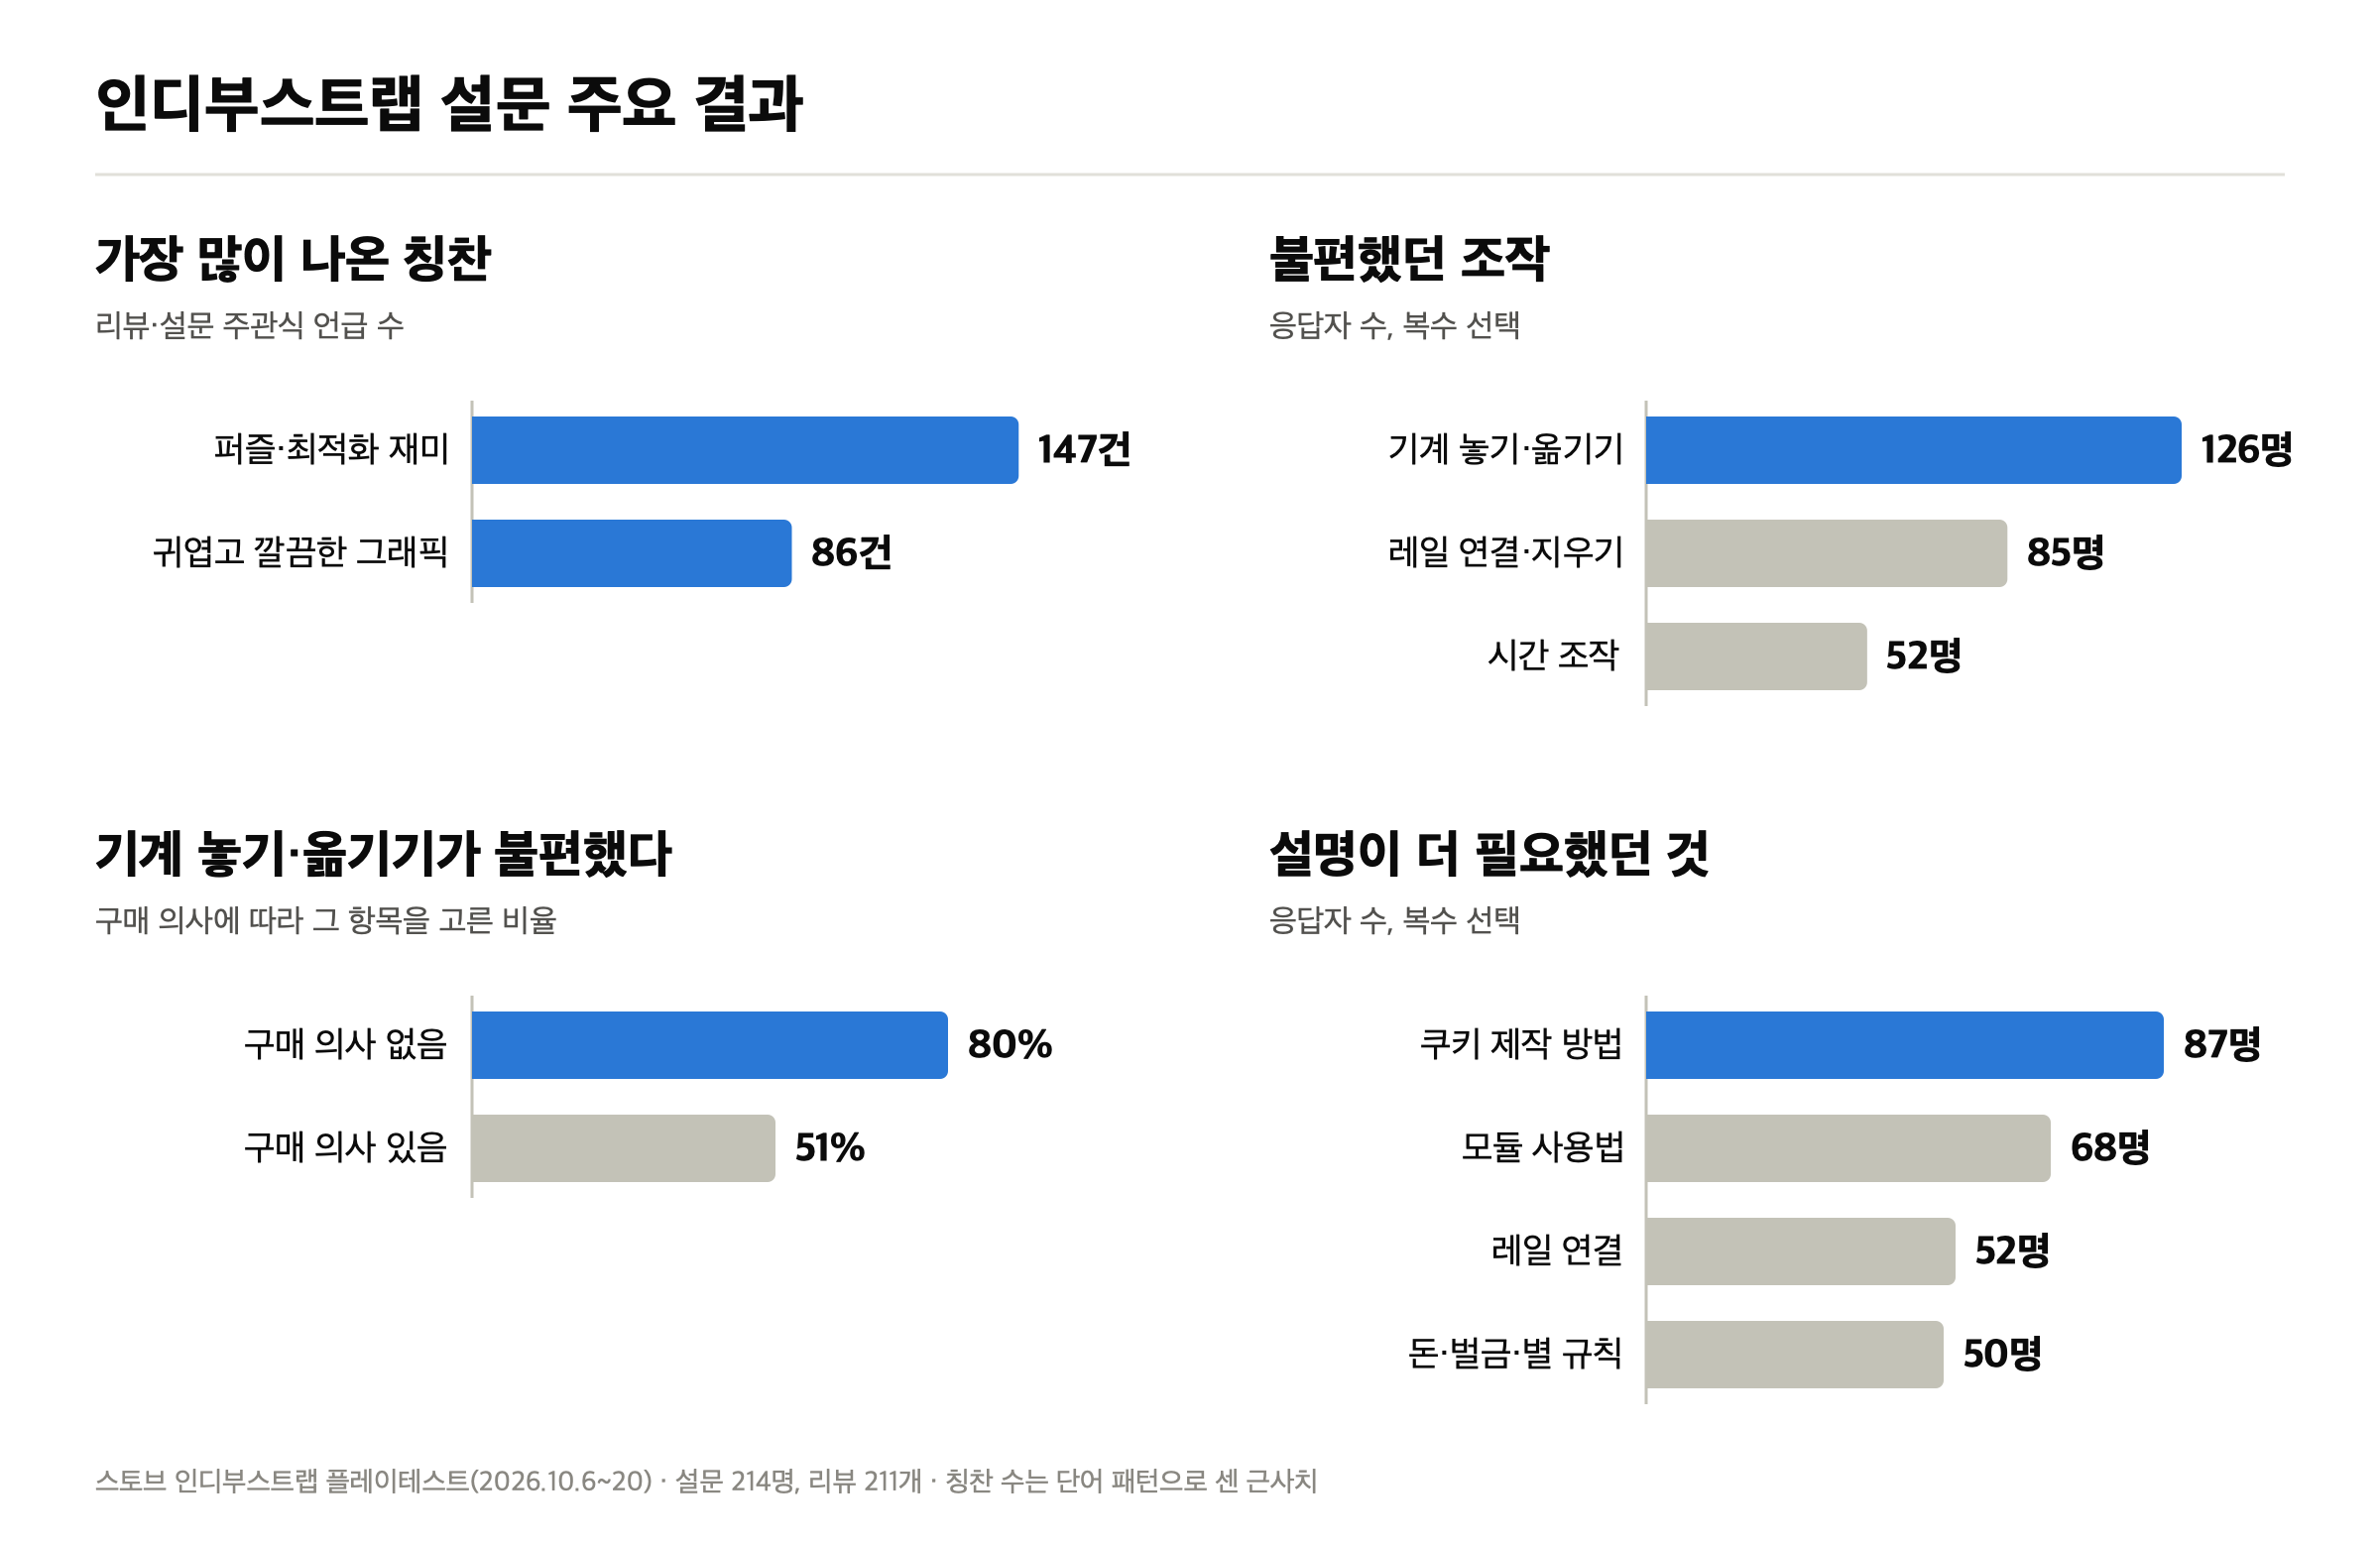 인디부스트랩 설문 주요 결과
가장 많이 나온 칭찬
리뷰·설문 주관식 언급 수
퍼즐·최적화 재미 147건
귀엽고 깔끔한 그래픽 86건
불편했던 조작
응답자 수, 복수 선택
기계 놓기·옮기기 126명
레일 연결·지우기 85명
시간 조작 52명
기계 놓기·옮기기가 불편했다
구매 의사에 따라 그 항목을 고른 비율
구매 의사 없음 80%
구매 의사 있음 51%
설명이 더 필요했던 것
응답자 수, 복수 선택
쿠키 제작 방법 87명
모듈 사용법 68명
레일 연결 52명
돈·벌금·별 규칙 50명
스토브 인디부스트랩 플레이테스트(2026.10.6~20) · 설문 214명, 리뷰 211개 · 칭찬 수는 단어 패턴으로 센 근사치